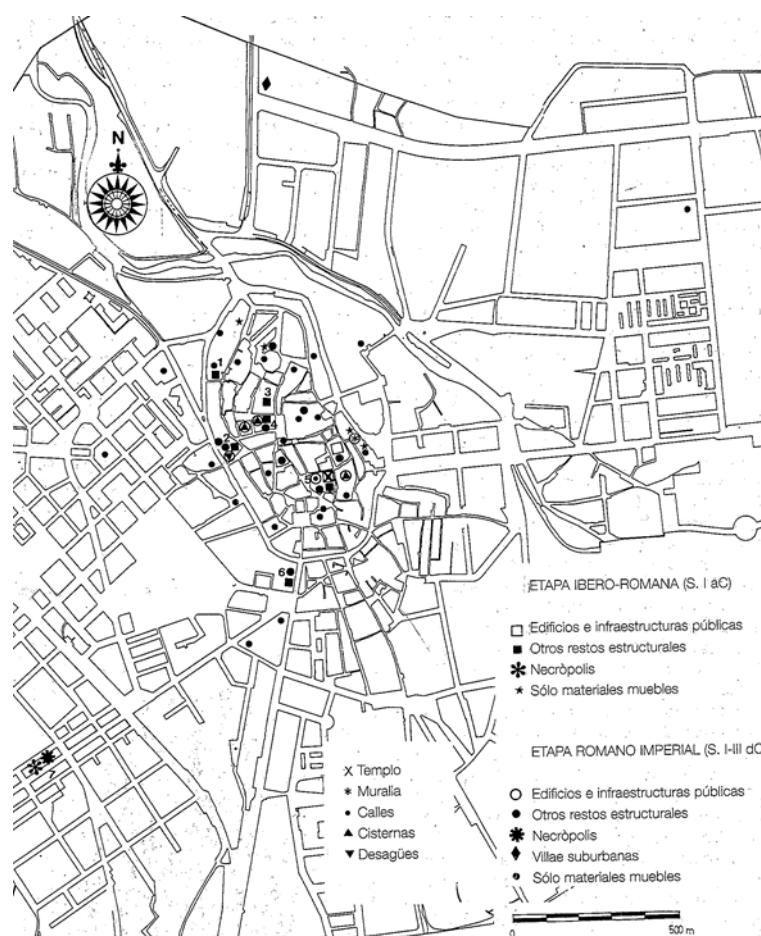 N
1
3
4
2
5
6
ETAPA IBERO-ROMANA (S. I aC)
Edificios e infraestructuras públicas
Otros restos estructurales
Necròpolis
Sólo materiales muebles
ETAPA ROMANO IMPERIAL (S. I-III dC
Edificios e infraestructuras públicas
Otros restos estructurales
Necròpolis
Villae suburbanas
Sólo materiales muebles
X Templo
Muralla
Calles
Cisternas
Desagües
0 500 m